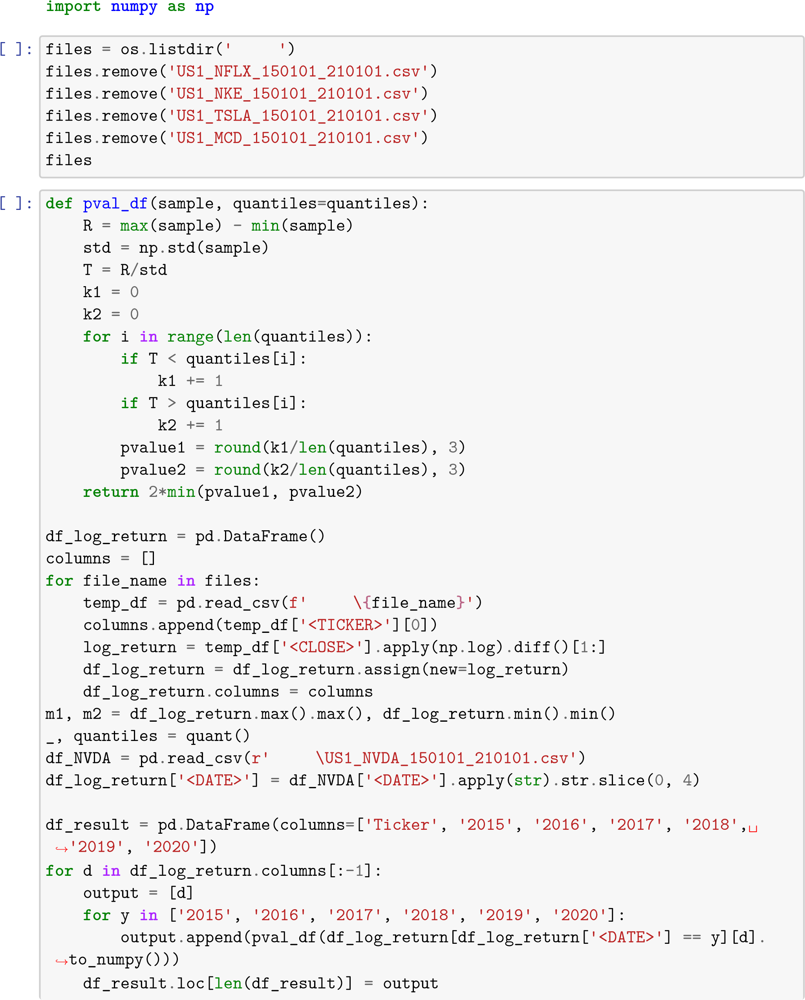 import numpy as np
[ ]: files = os.listdir('     ')
files.remove('US1_NFLX_150101_210101.csv')
files.remove('US1_NKE_150101_210101.csv')
files.remove('US1_TSLA_150101_210101.csv')
files.remove('US1_MCD_150101_210101.csv')
files
[ ]: def pval_df(sample, quantiles=quantiles):
    R = max(sample) - min(sample)
    std = np.std(sample)
    T = R/std
    k1 = 0
    k2 = 0
    for i in range(len(quantiles)):
        if T < quantiles[i]:
            k1 += 1
        if T > quantiles[i]:
            k2 += 1
        pvalue1 = round(k1/len(quantiles), 3)
        pvalue2 = round(k2/len(quantiles), 3)
    return 2*min(pvalue1, pvalue2)
df_log_return = pd.DataFrame()
columns = []
for file_name in files:
    temp_df = pd.read_csv(f'     \{file_name}')
    columns.append(temp_df['<TICKER>'][0])
    log_return = temp_df['<CLOSE>'].apply(np.log).diff()[1:]
    df_log_return = df_log_return.assign(new=log_return)
    df_log_return.columns = columns
m1, m2 = df_log_return.max().max(), df_log_return.min().min()
_, quantiles = quant()
df_NVDA = pd.read_csv(r'     \US1_NVDA_150101_210101.csv')
df_log_return['<DATE>'] = df_NVDA['<DATE>'].apply(str).str.slice(0, 4)
df_result = pd.DataFrame(columns=['Ticker', '2015', '2016', '2017', '2018',␣
↪'2019', '2020'])
for d in df_log_return.columns[:-1]:
    output = [d]
    for y in ['2015', '2016', '2017', '2018', '2019', '2020']:
        output.append(pval_df(df_log_return[df_log_return['<DATE>'] == y][d].
↪to_numpy()))
    df_result.loc[len(df_result)] = output